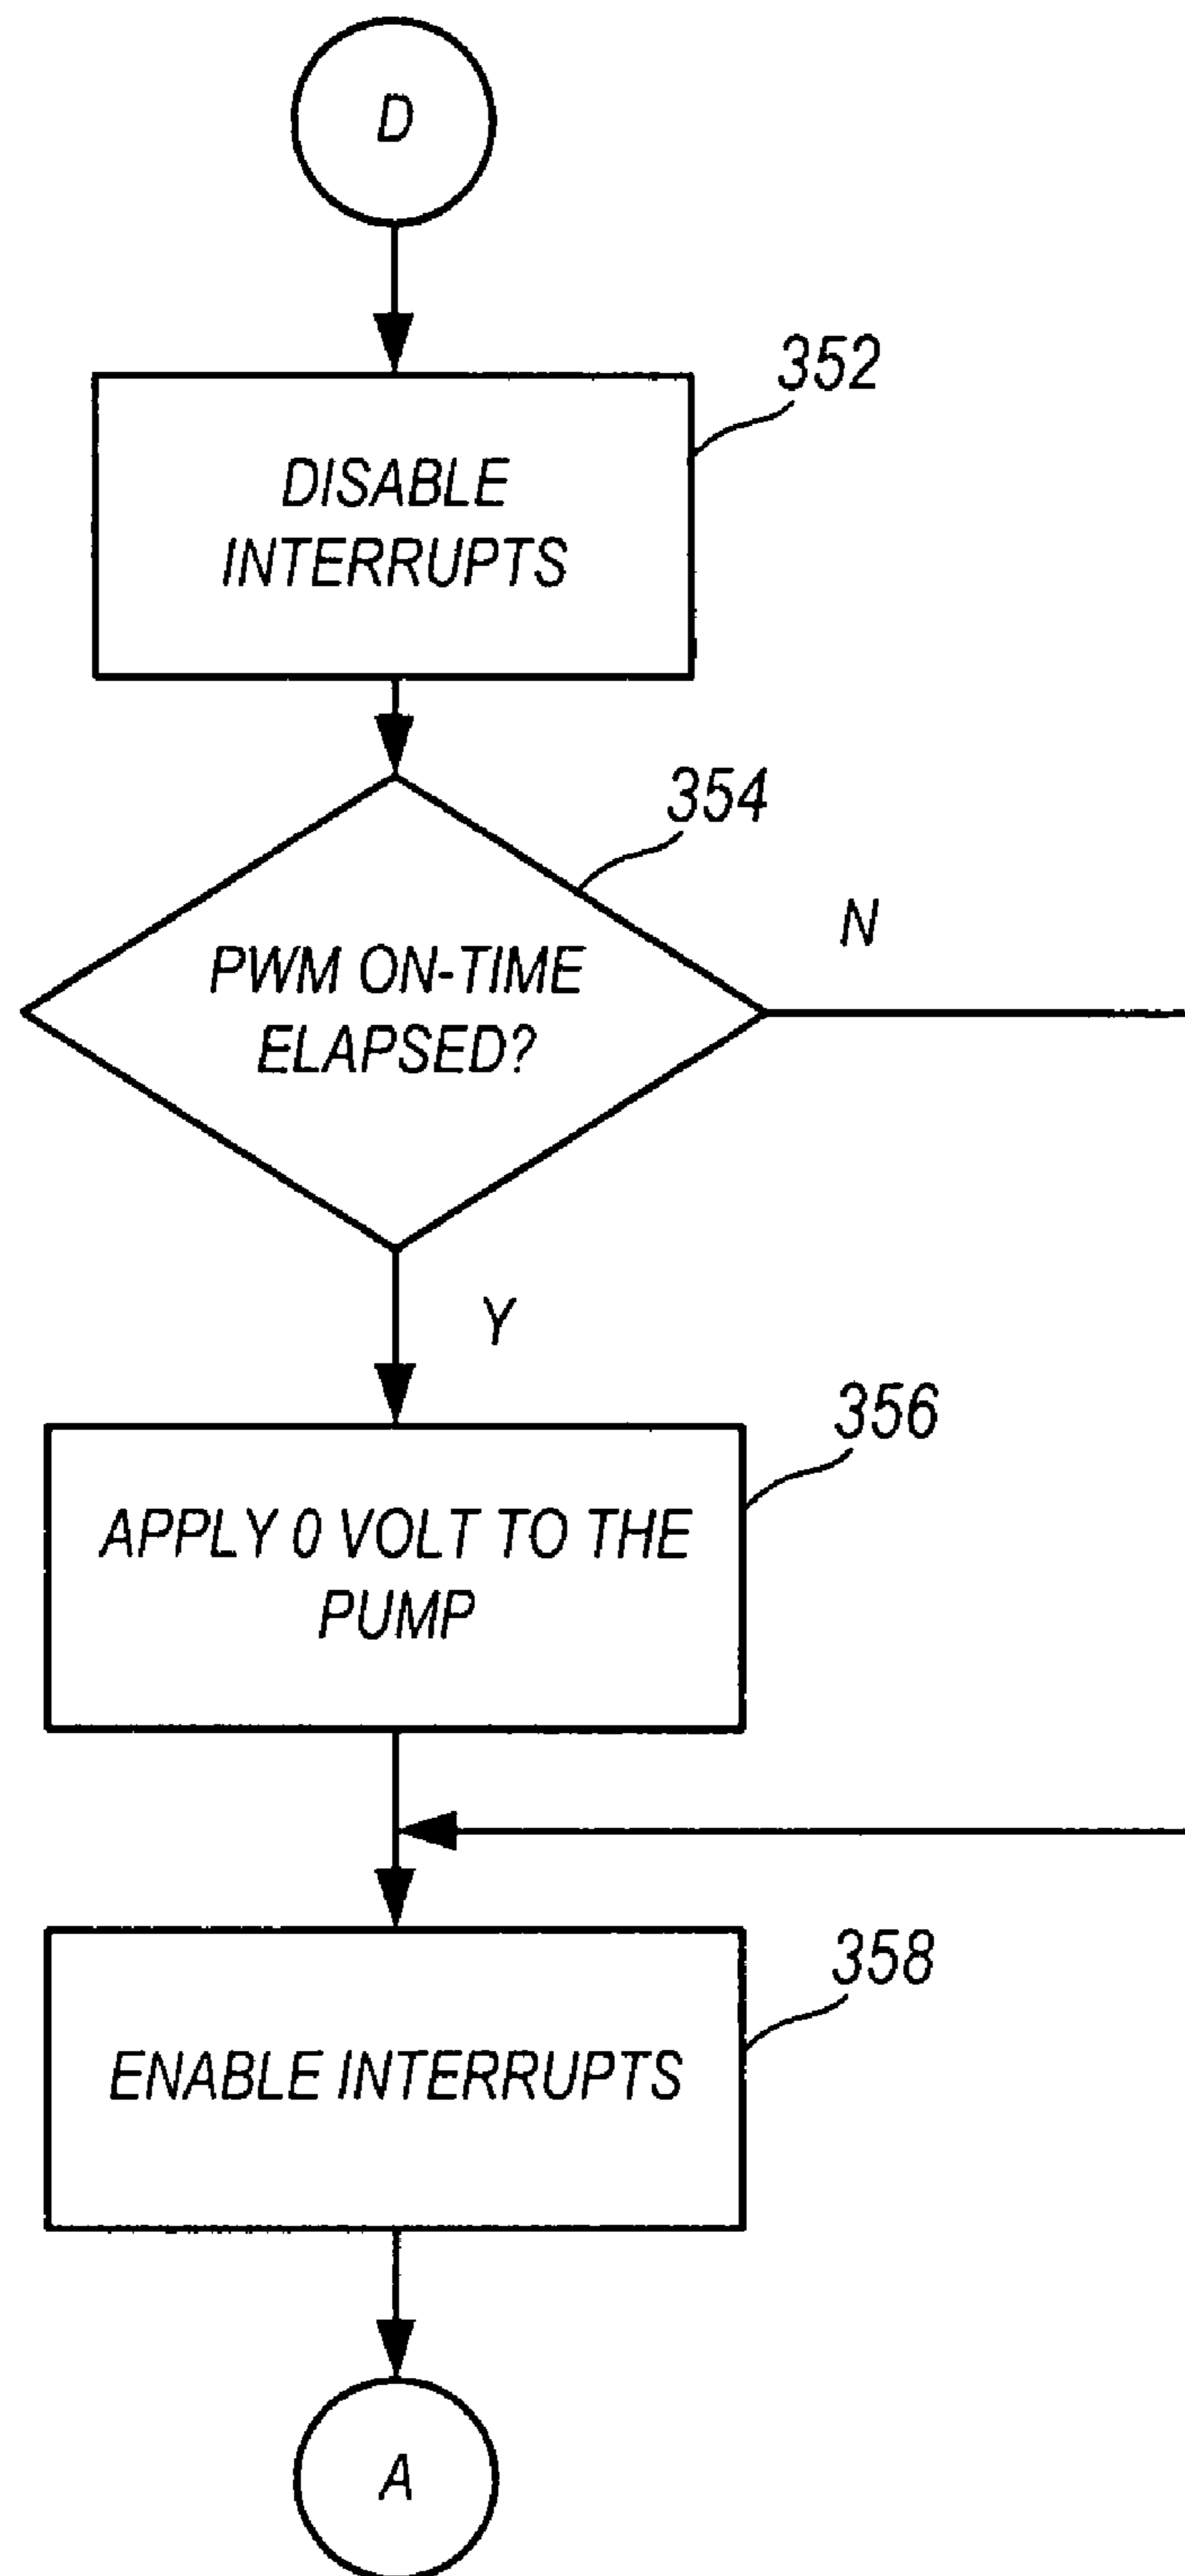 D
352
DISABLE
INTERRUPTS
354
N
PWM ON-TIME
ELAPSED?
Y
356
APPLY 0 VOLT TO THE
PUMP
358
ENABLE INTERRUPTS
A